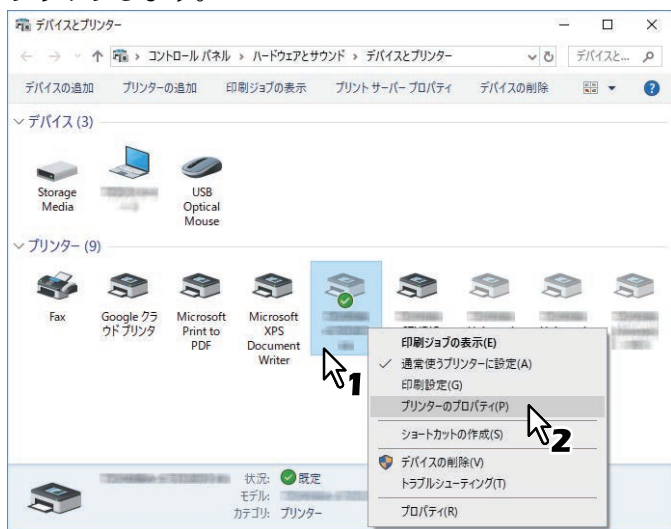 デバイスとプリンター
コントロール パネル › ハードウェアとサウンド › デバイスとプリンター
デバイスと...
デバイスの追加 プリンターの追加 印刷ジョブの表示 プリント サーバー プロパティ デバイスの削除
デバイス (3)
Storage
Media
USB
Optical
Mouse
プリンター (9)
Fax
Google クラ
ウド プリンタ
Microsoft
Print to
PDF
Microsoft
XPS
Document
Writer
1
印刷ジョブの表示(E)
✓ 通常使うプリンターに設定(A)
印刷設定(G)
プリンターのプロパティ(P)
2
ショートカットの作成(S)
デバイスの削除(V)
トラブルシューティング(T)
プロパティ(R)
状況: 既定
モデル:
カテゴリ: プリンター